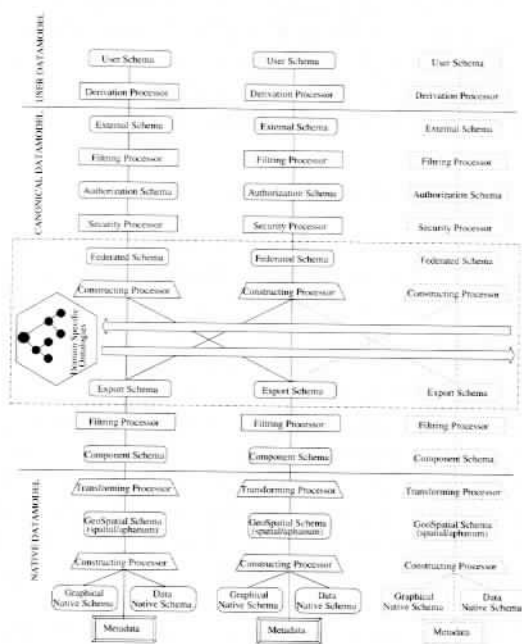 USER DATAMODEL
User Schema User Schema User Schema
Derivation Processor Derivation Processor Derivation Processor
CANONICAL DATAMODEL
External Schema External Schema External Schema
Filtring Processor Filtring Processor Filtring Processor
Authorization Schema Authorization Schema Authorization Schema
Security Processor Security Processor Security Processor
Federated Schema Federated Schema Federated Schema
Constructing Processor Constructing Processor Constructing Processor
Domain Specific
Ontologies
Export Schema Export Schema Export Schema
Filtring Processor Filtring Processor Filtring Processor
Component Schema Component Schema Component Schema
NATIVE DATAMODEL
Transforming Processor Transforming Processor Transforming Processor
GeoSpatial Schema GeoSpatial Schema GeoSpatial Schema
(spatial/aphanum) (spatial/aphanum) (spatial/aphanum)
Constructing Processor Constructing Processor Constructing Processor
Graphical Data Graphical Data Graphical Data
Native Schema Native Schema Native Schema Native Schema Native Schema Native Schema
Metadata Metadata Metadata